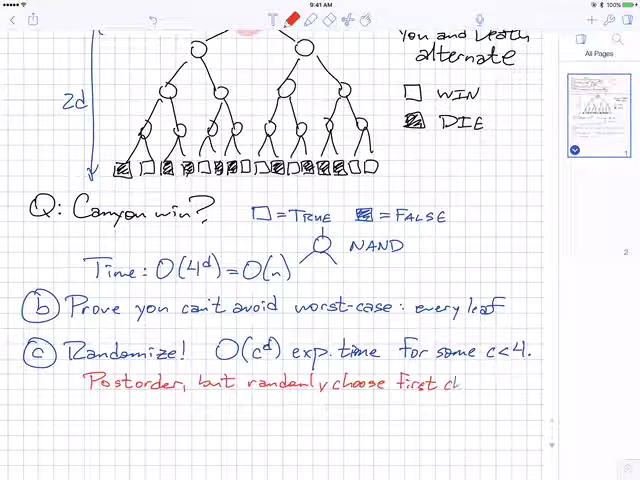 9:41 AM
100%
You and Death
alternate
2d
WIN
DIE
All Pages
1
2
Q: Can you win?
= TRUE = FALSE
NAND
Time: O(4^d) = O(n)
(b) Prove you can't avoid worst-case: every leaf
(c) Randomize! O(c^d) exp. time for some c<4.
Postorder, but randomly choose first c